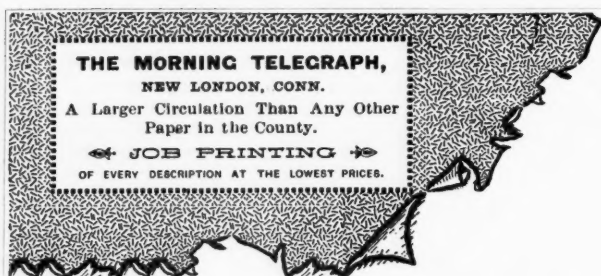 THE MORNING TELEGRAPH,
NEW LONDON, CONN.
A Larger Circulation Than Any Other
Paper in the County.
JOB PRINTING
OF EVERY DESCRIPTION AT THE LOWEST PRICES.